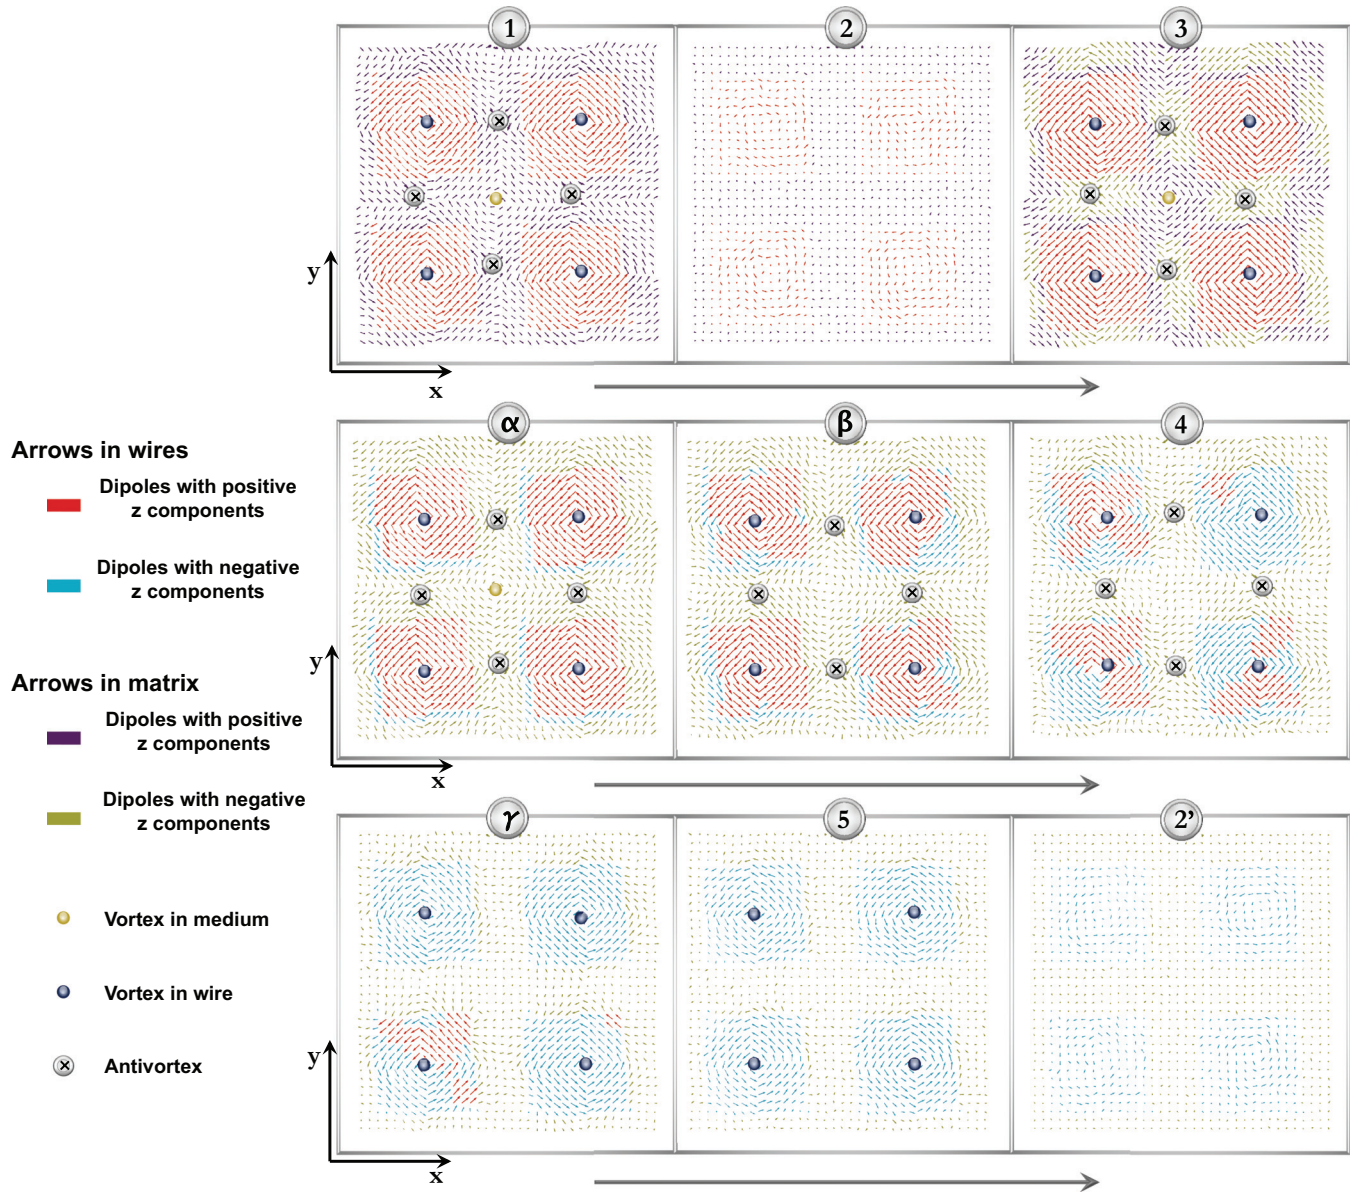 1
2
3
y
x
α
β
4
Arrows in wires
Dipoles with positive
z components
Dipoles with negative
z components
y
x
Arrows in matrix
Dipoles with positive
z components
Dipoles with negative
z components
γ
5
2'
Vortex in medium
Vortex in wire
Antivortex
y
x